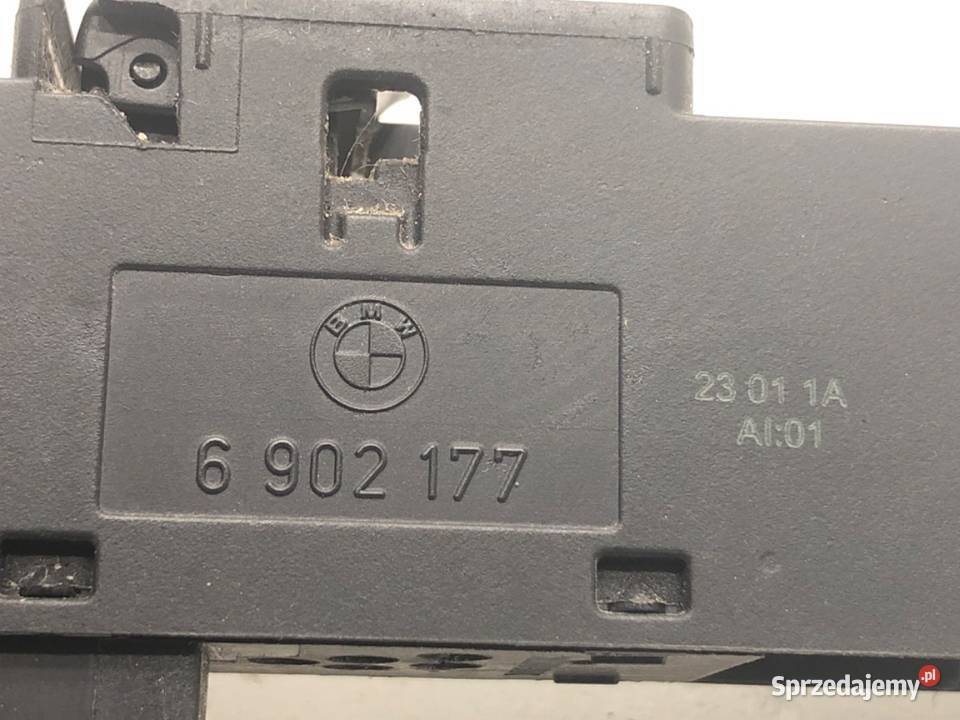 BMW
6 902 177
23 01 1A
AI:01
Sprzedajemy.pl